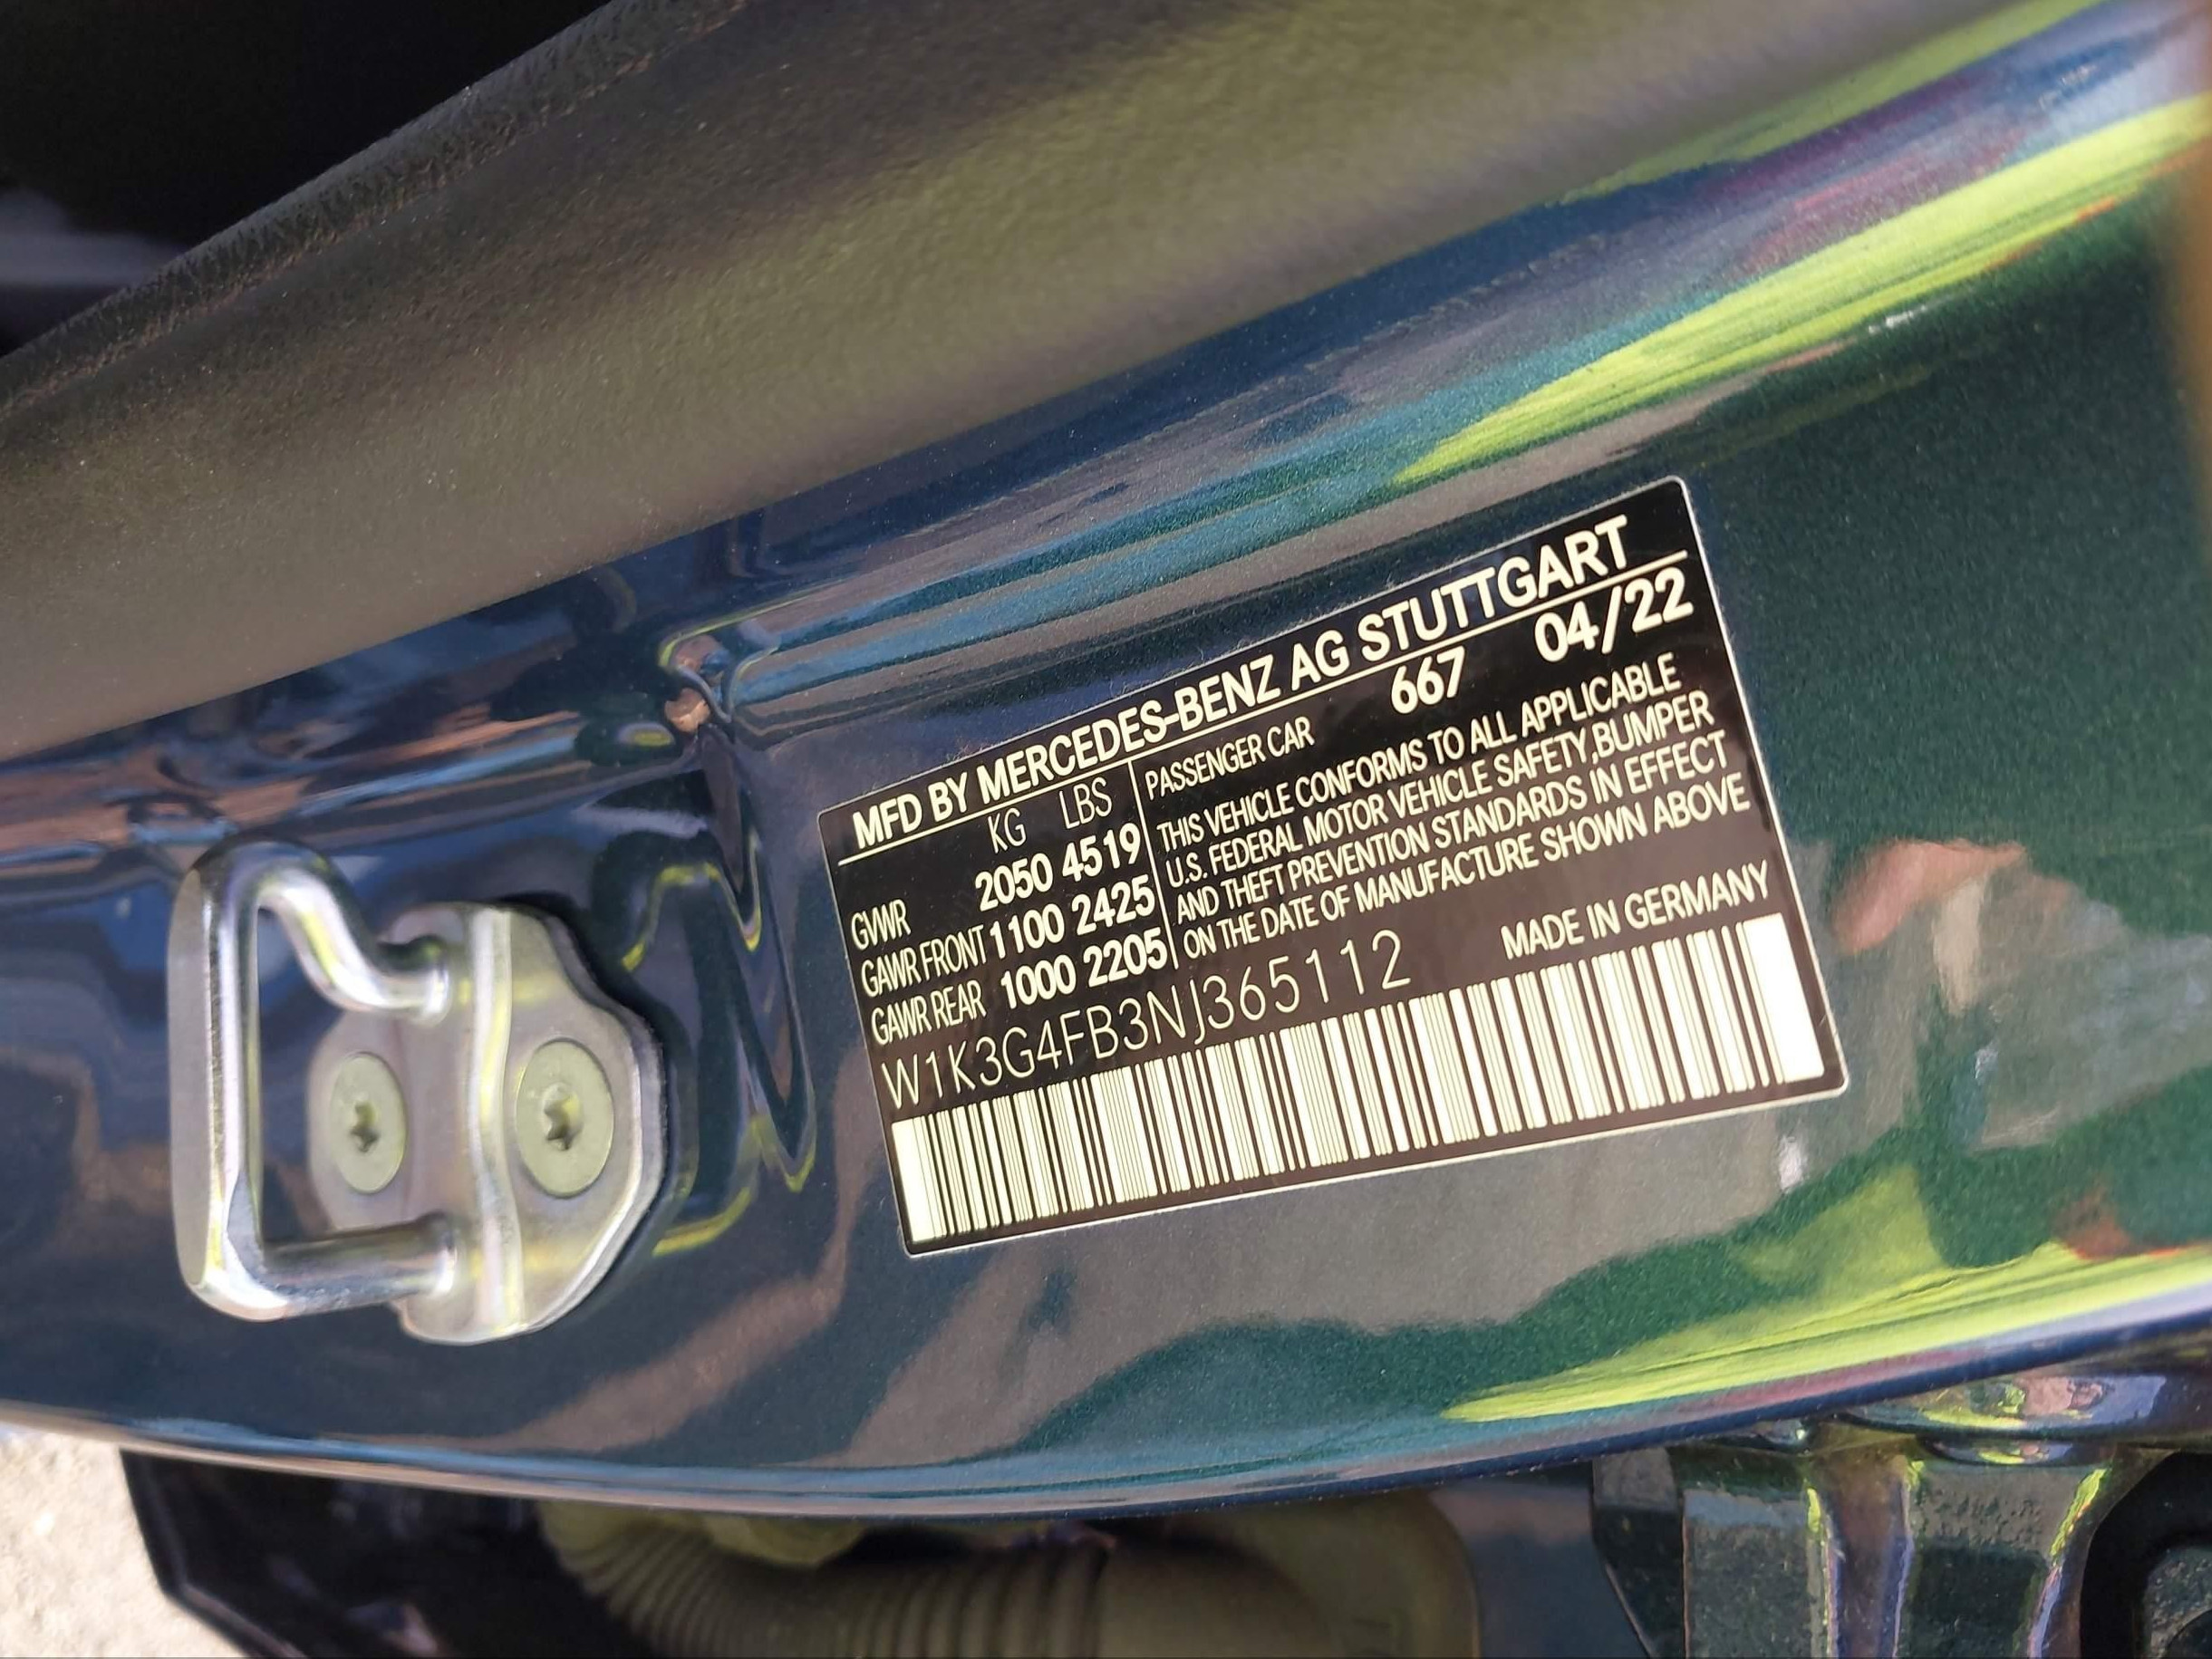 MFD BY MERCEDES-BENZ AG STUTTGART
KG LBS
GVWR 2050 4519
GAWR FRONT 1100 2425
GAWR REAR 1000 2205
PASSENGER CAR 667 04/22
THIS VEHICLE CONFORMS TO ALL APPLICABLE
U.S. FEDERAL MOTOR VEHICLE SAFETY,BUMPER
AND THEFT PREVENTION STANDARDS IN EFFECT
ON THE DATE OF MANUFACTURE SHOWN ABOVE
W1K3G4FB3NJ365112 MADE IN GERMANY